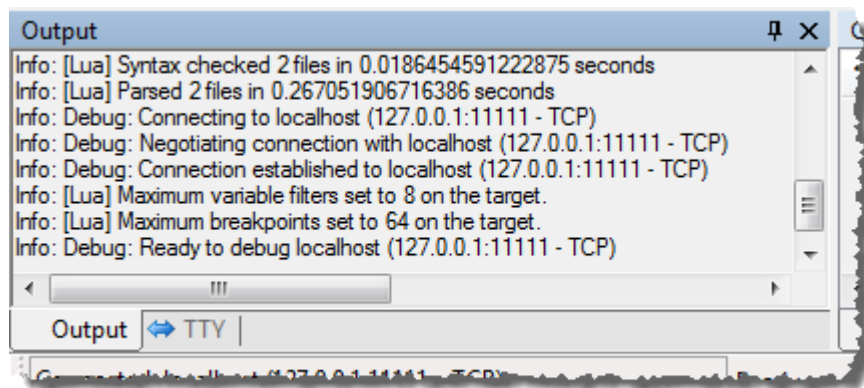 Output
Info: [Lua] Syntax checked 2 files in 0.0186454591222875 seconds
Info: [Lua] Parsed 2 files in 0.267051906716386 seconds
Info: Debug: Connecting to localhost (127.0.0.1:11111 - TCP)
Info: Debug: Negotiating connection with localhost (127.0.0.1:11111 - TCP)
Info: Debug: Connection established to localhost (127.0.0.1:11111 - TCP)
Info: [Lua] Maximum variable filters set to 8 on the target.
Info: [Lua] Maximum breakpoints set to 64 on the target.
Info: Debug: Ready to debug localhost (127.0.0.1:11111 - TCP)
Output TTY